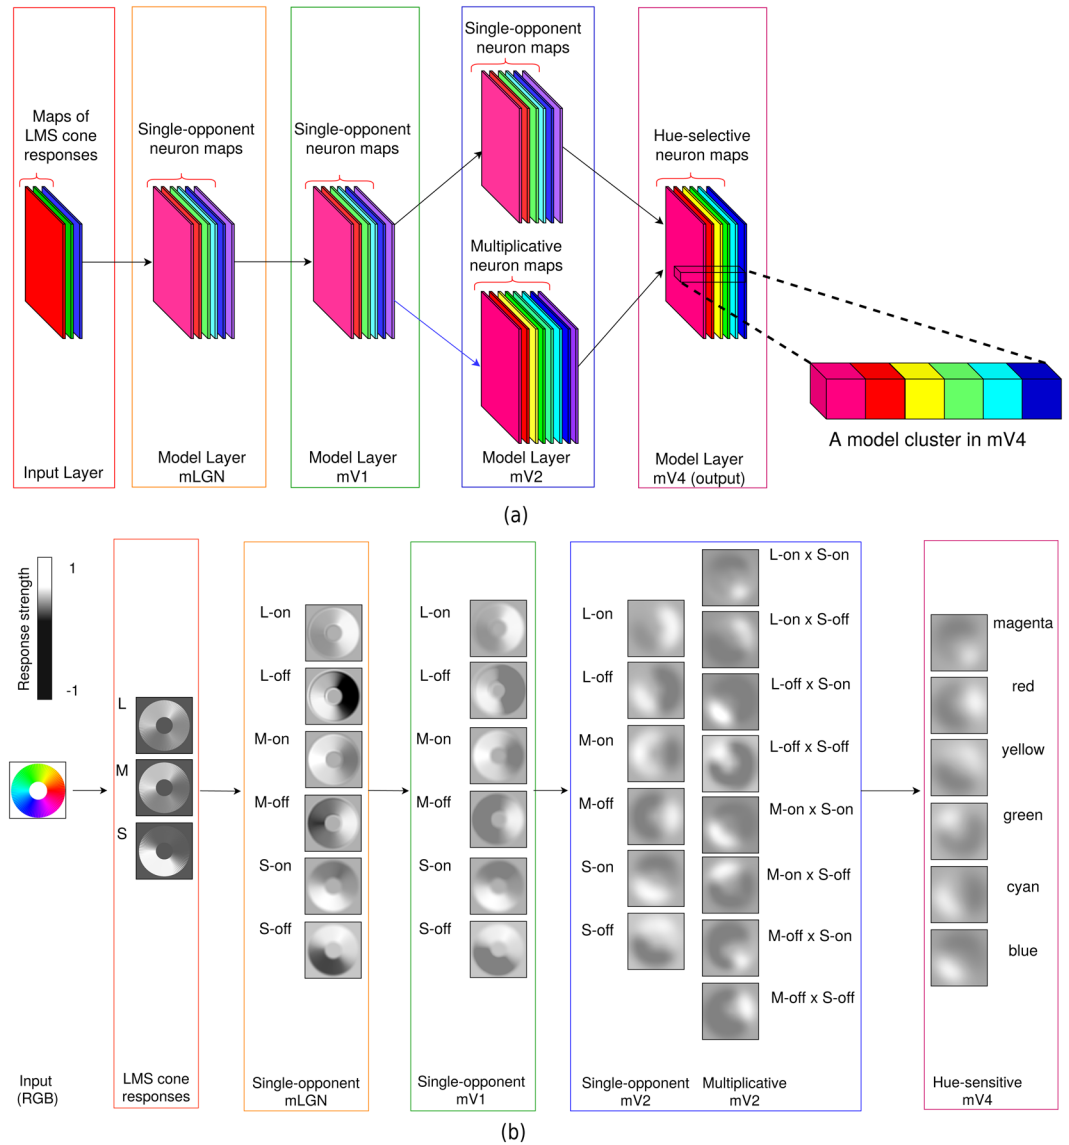 Maps of
LMS cone
responses
Input Layer
Single-opponent
neuron maps
Model Layer
mLGN
Single-opponent
neuron maps
Model Layer
mV1
Single-opponent
neuron maps
Multiplicative
neuron maps
Model Layer
mV2
Hue-selective
neuron maps
Model Layer
mV4 (output)
A model cluster in mV4
(a)
Response strength
1
-1
Input
(RGB)
L
M
S
LMS cone
responses
L-on
L-off
M-on
M-off
S-on
S-off
Single-opponent
mLGN
L-on
L-off
M-on
M-off
S-on
S-off
Single-opponent
mV1
L-on
L-off
M-on
M-off
S-on
S-off
Single-opponent
mV2
L-on x S-on
L-on x S-off
L-off x S-on
L-off x S-off
M-on x S-on
M-on x S-off
M-off x S-on
M-off x S-off
Multiplicative
mV2
magenta
red
yellow
green
cyan
blue
Hue-sensitive
mV4
(b)